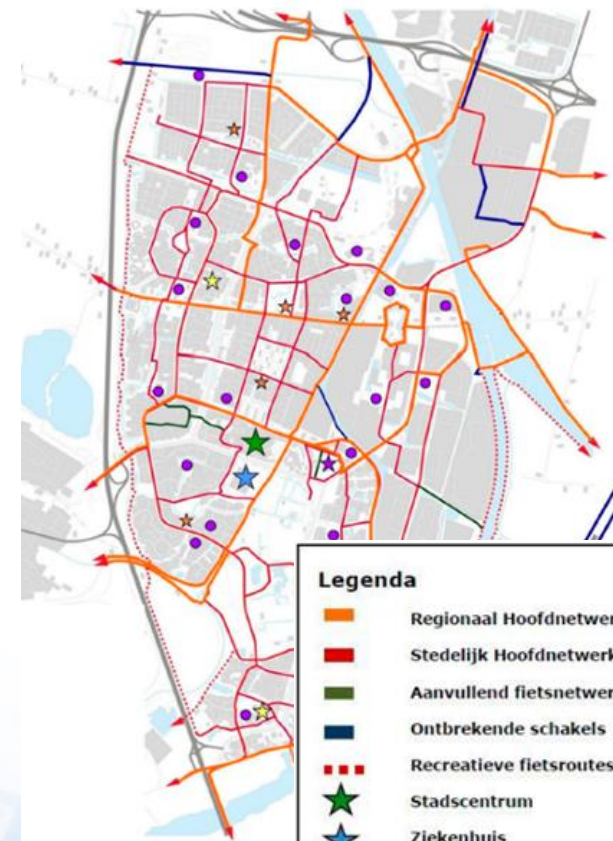 Legenda
Regionaal Hoofdnetwer
Stedelijk Hoofdnetwerk
Aanvullend fietsnetwer
Ontbrekende schakels
Recreatieve fietsroutes
Stadscentrum
Ziekenhuis